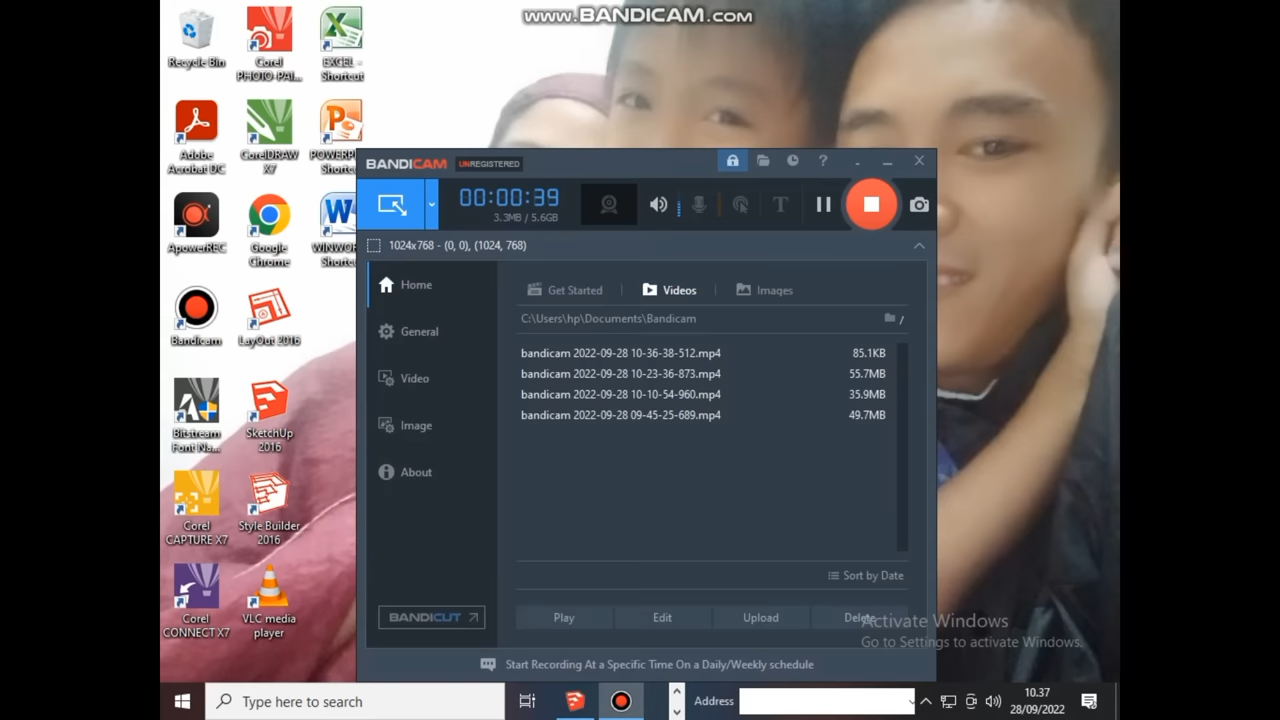 www.BANDICAM.com
Recycle Bin
Corel PHOTO-PAI...
EXCEL - Shortcut
Adobe Acrobat DC
CorelDRAW X7
POWERP
Shortc
ApowerREC
Google Chrome
WINWOR
Shortc
Bandicam
LayOut 2016
Bitstream Font Na...
SketchUp 2016
Corel CAPTURE X7
Style Builder 2016
Corel CONNECT X7
VLC media player
BANDICAM UNREGISTERED
00:00:39
3.3MB / 5.6GB
1024x768 - (0, 0), (1024, 768)
Home
General
Video
Image
About
BANDICUT
Get Started
Videos
Images
C:\Users\hp\Documents\Bandicam
/
bandicam 2022-09-28 10-36-38-512.mp4 85.1KB
bandicam 2022-09-28 10-23-36-873.mp4 55.7MB
bandicam 2022-09-28 10-10-54-960.mp4 35.9MB
bandicam 2022-09-28 09-45-25-689.mp4 49.7MB
Sort by Date
Play Edit Upload Delete
Activate Windows
Go to Settings to activate Windows.
Start Recording At a Specific Time On a Daily/Weekly schedule
Type here to search
Address
10.37
28/09/2022